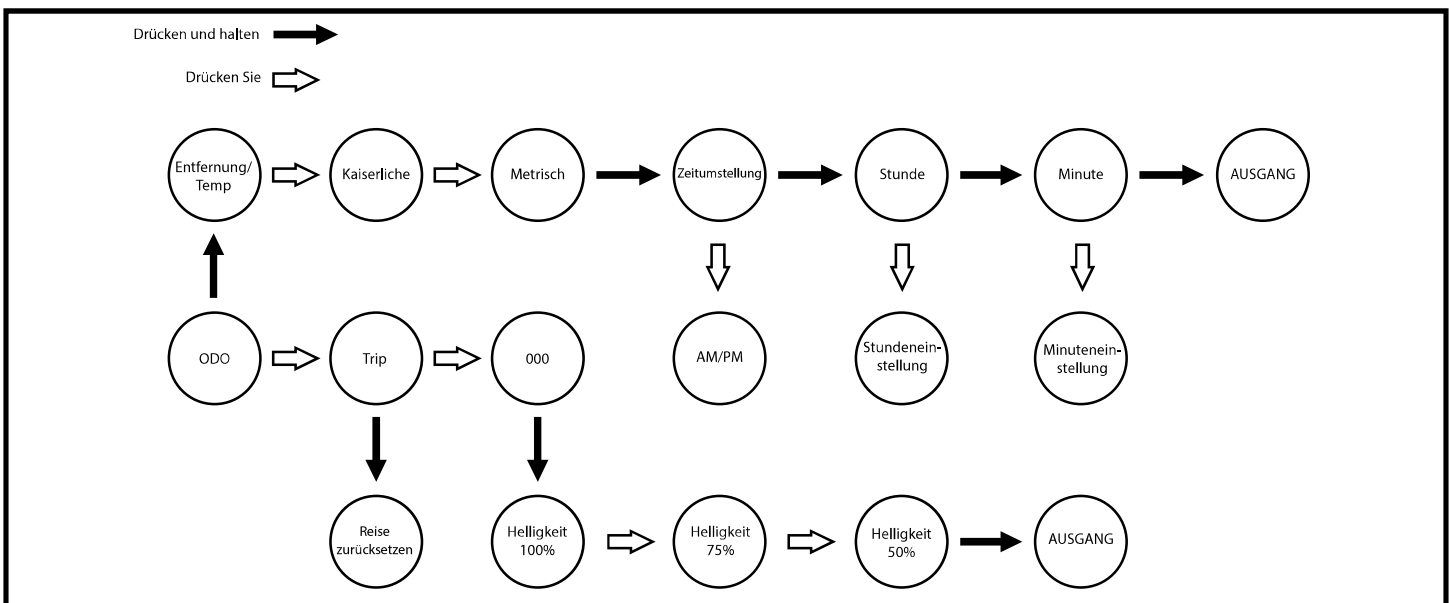 Drücken und halten
Drücken Sie
Entfernung/
Temp
Kaiserliche
Metrisch
Zeitumstellung
Stunde
Minute
AUSGANG
ODO
Trip
000
AM/PM
Stundenein-
stellung
Minutenein-
stellung
Reise
zurücksetzen
Helligkeit
100%
Helligkeit
75%
Helligkeit
50%
AUSGANG